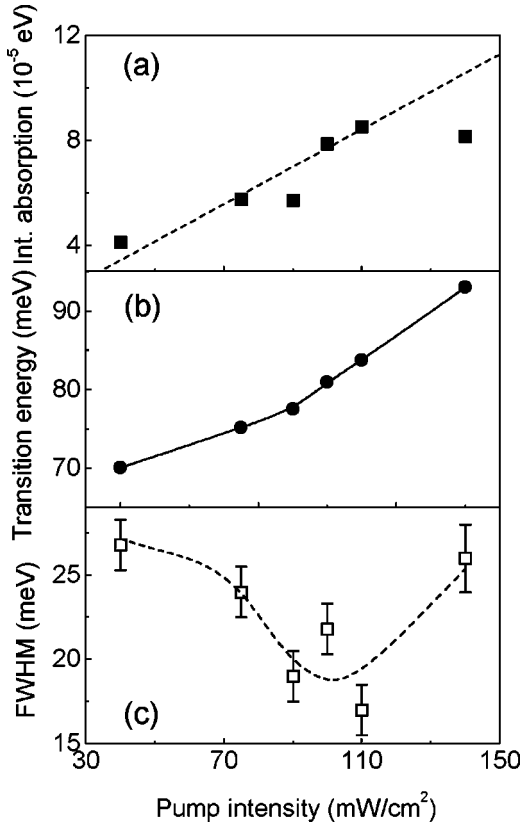 Int. absorption (10⁻⁵ eV)
12
8
4
(a)
Transition energy (meV)
90
80
70
(b)
FWHM (meV)
25
20
15
(c)
30 70 110 150
Pump intensity (mW/cm²)